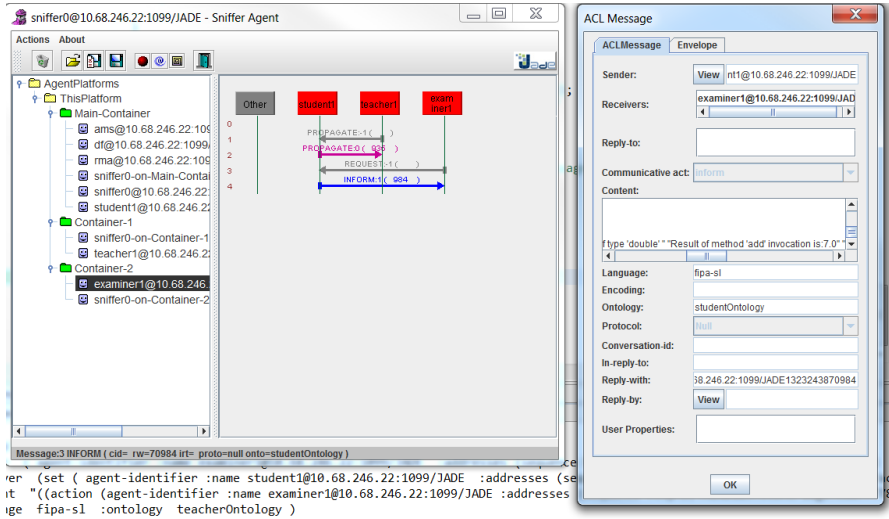 sniffer0@10.68.246.22:1099/JADE - Sniffer Agent
Actions About
Jade
AgentPlatforms
ThisPlatform
Main-Container
ams@10.68.246.22:109
df@10.68.246.22:1099/
rma@10.68.246.22:109
sniffer0-on-Main-Contai
sniffer0@10.68.246.22:
student1@10.68.246.22
Container-1
sniffer0-on-Container-1
teacher1@10.68.246.2
Container-2
examiner1@10.68.246.
sniffer0-on-Container-2
Other
student1
teacher1
exam
iner1
0
1
2
3
4
PROPAGATE:-1 ( )
PROPAGATE:0 ( 936 )
REQUEST:-1 ( )
INFORM:1 ( 984 )
Message:3 INFORM ( cid= rw=70984 irt= proto=null onto=studentOntology )
ACL Message
ACLMessage Envelope
Sender: View nt1@10.68.246.22:1099/JADE
Receivers: examiner1@10.68.246.22:1099/JAD
Reply-to:
Communicative act: inform
Content:
f type 'double' " "Result of method 'add' invocation is:7.0" "
Language: fipa-sl
Encoding:
Ontology: studentOntology
Protocol: Null
Conversation-id:
In-reply-to:
Reply-with: 38.246.22:1099/JADE1323243870984
Reply-by: View
User Properties:
OK
;
ag
ver (set ( agent-identifier :name student1@10.68.246.22:1099/JADE :addresses (se
nt "((action (agent-identifier :name examiner1@10.68.246.22:1099/JADE :addresses
age fipa-sl :ontology teacherOntology )